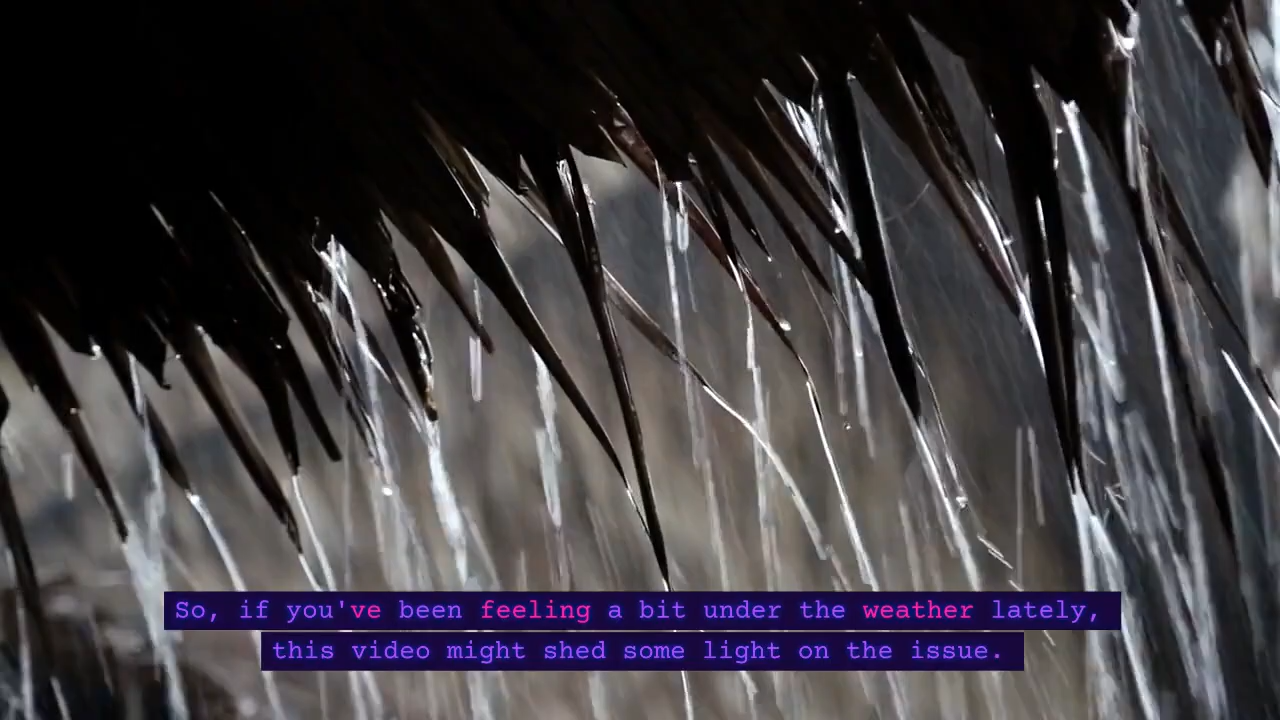 So, if you've been feeling a bit under the weather lately,
this video might shed some light on the issue.